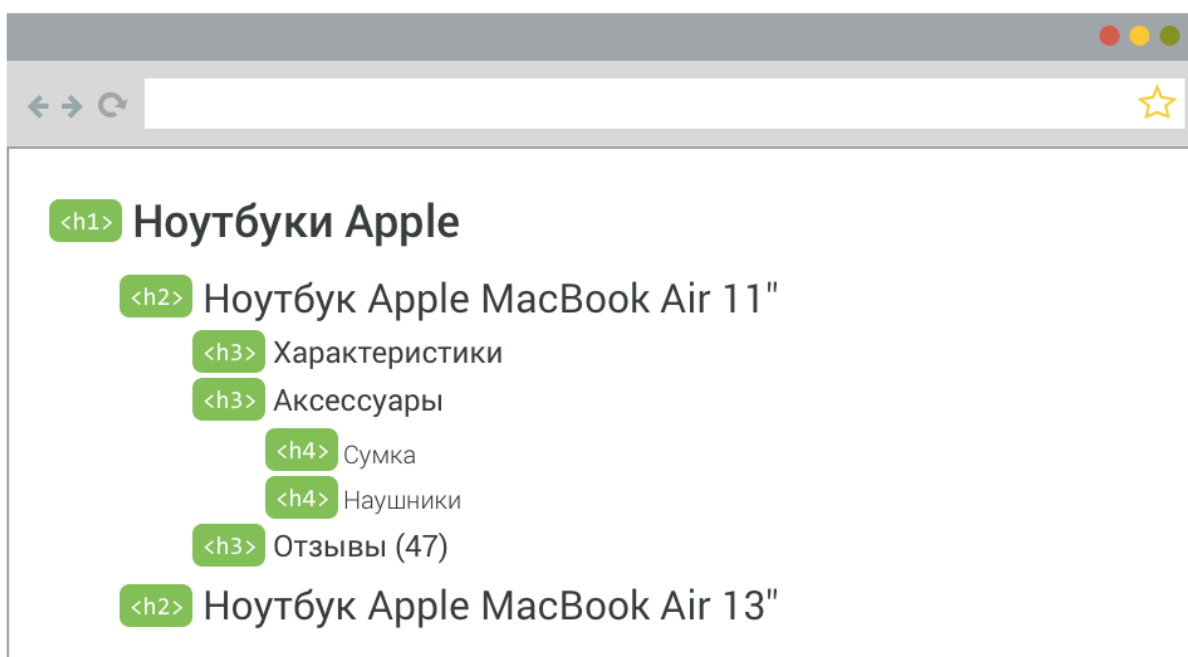 <h1> Ноутбуки Apple
<h2> Ноутбук Apple MacBook Air 11"
<h3> Характеристики
<h3> Аксессуары
<h4> Сумка
<h4> Наушники
<h3> Отзывы (47)
<h2> Ноутбук Apple MacBook Air 13"